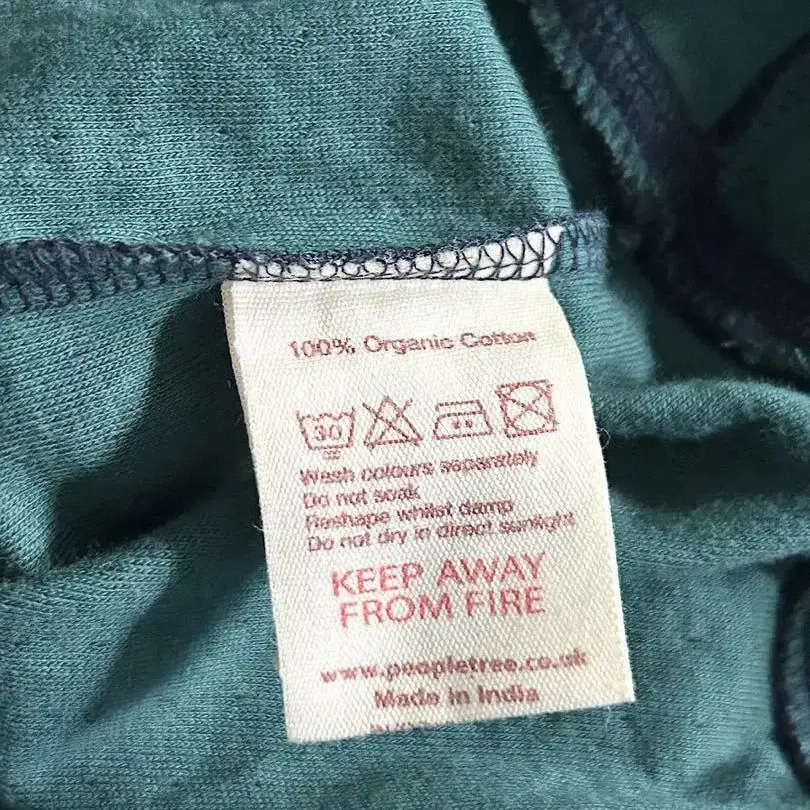 100% Organic Cotton
30
Wash colours separately
Do not soak
Reshape whilst damp
Do not dry in direct sunlight
KEEP AWAY
FROM FIRE
www.peopletree.co.uk
Made in India